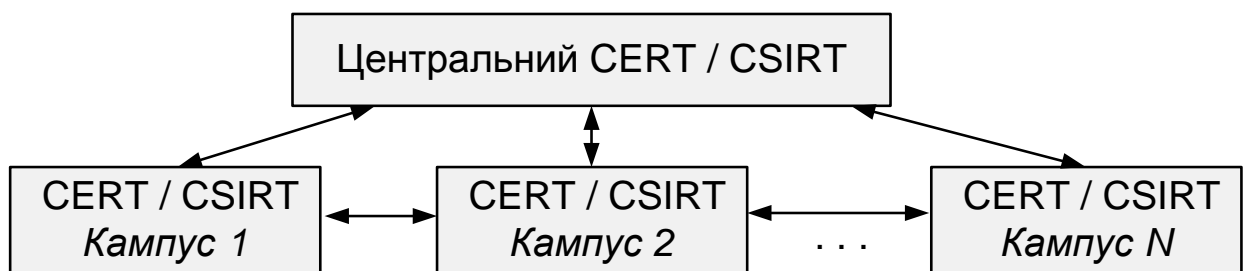 Центральний CERT / CSIRT
CERT / CSIRT
Кампус 1
CERT / CSIRT
Кампус 2
. . .
CERT / CSIRT
Кампус N